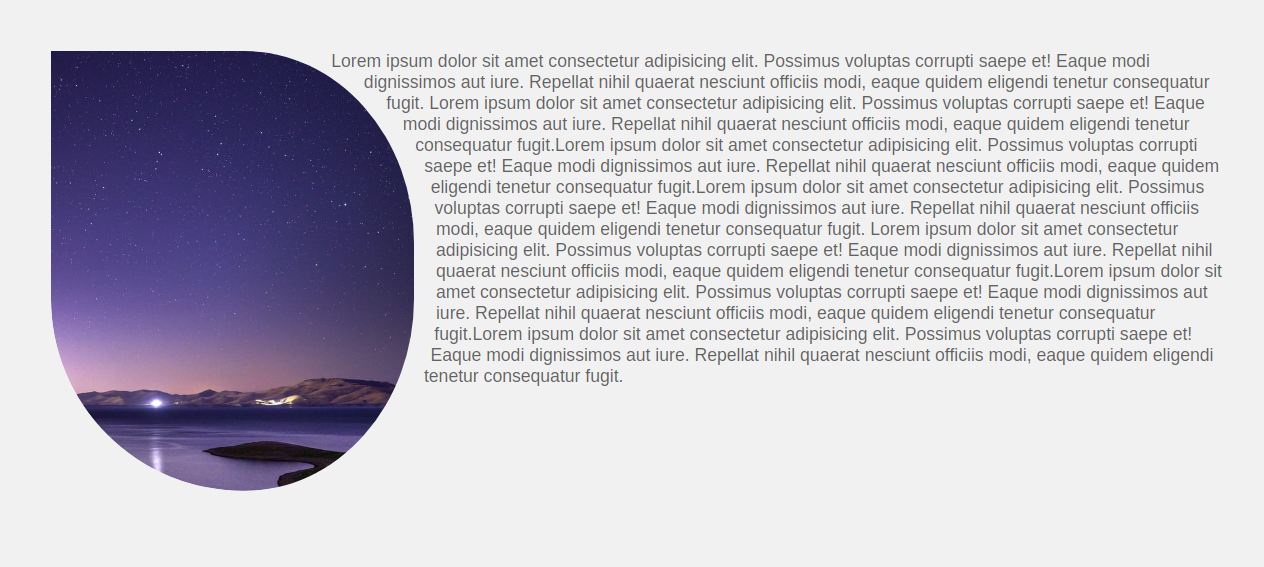 Lorem ipsum dolor sit amet consectetur adipisicing elit. Possimus voluptas corrupti saepe et! Eaque modi
dignissimos aut iure. Repellat nihil quaerat nesciunt officiis modi, eaque quidem eligendi tenetur consequatur
fugit. Lorem ipsum dolor sit amet consectetur adipisicing elit. Possimus voluptas corrupti saepe et! Eaque
modi dignissimos aut iure. Repellat nihil quaerat nesciunt officiis modi, eaque quidem eligendi tenetur
consequatur fugit.Lorem ipsum dolor sit amet consectetur adipisicing elit. Possimus voluptas corrupti
saepe et! Eaque modi dignissimos aut iure. Repellat nihil quaerat nesciunt officiis modi, eaque quidem
eligendi tenetur consequatur fugit.Lorem ipsum dolor sit amet consectetur adipisicing elit. Possimus
voluptas corrupti saepe et! Eaque modi dignissimos aut iure. Repellat nihil quaerat nesciunt officiis
modi, eaque quidem eligendi tenetur consequatur fugit. Lorem ipsum dolor sit amet consectetur
adipisicing elit. Possimus voluptas corrupti saepe et! Eaque modi dignissimos aut iure. Repellat nihil
quaerat nesciunt officiis modi, eaque quidem eligendi tenetur consequatur fugit.Lorem ipsum dolor sit
amet consectetur adipisicing elit. Possimus voluptas corrupti saepe et! Eaque modi dignissimos aut
iure. Repellat nihil quaerat nesciunt officiis modi, eaque quidem eligendi tenetur consequatur
fugit.Lorem ipsum dolor sit amet consectetur adipisicing elit. Possimus voluptas corrupti saepe et!
Eaque modi dignissimos aut iure. Repellat nihil quaerat nesciunt officiis modi, eaque quidem eligendi
tenetur consequatur fugit.